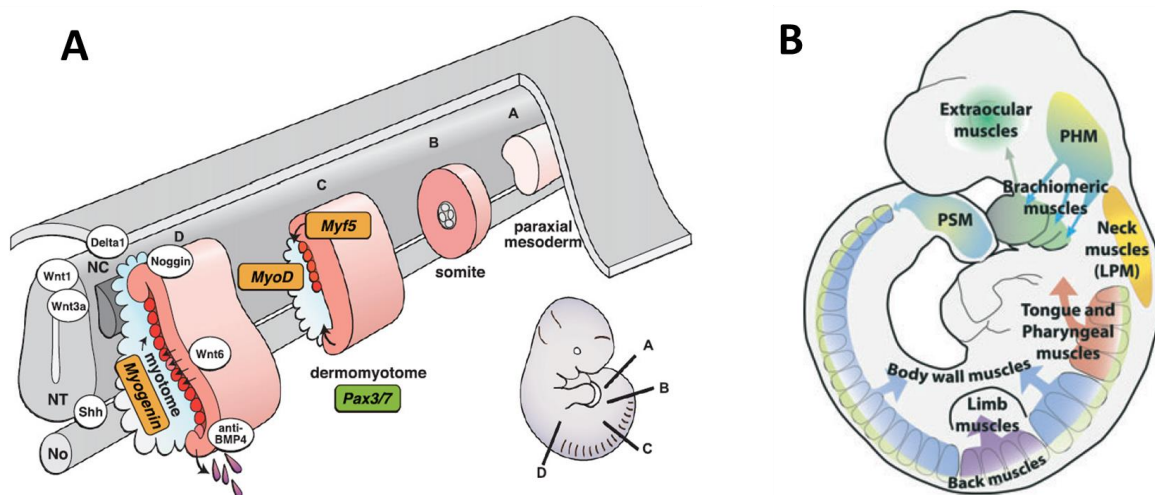 A
A
B
C
Myf5
paraxial
mesoderm
Delta1
D
NC
Noggin
MyoD
somite
Wnt1
Wnt3a
Wnt6
myotome
Myogenin
dermomyotome
Pax3/7
NT
Shh
anti-
BMP4
No
A
B
C
D
B
Extraocular
muscles
PHM
Brachiomeric
muscles
PSM
Neck
muscles
(LPM)
Tongue and
Pharyngeal
muscles
Body wall muscles
Limb
muscles
Back muscles